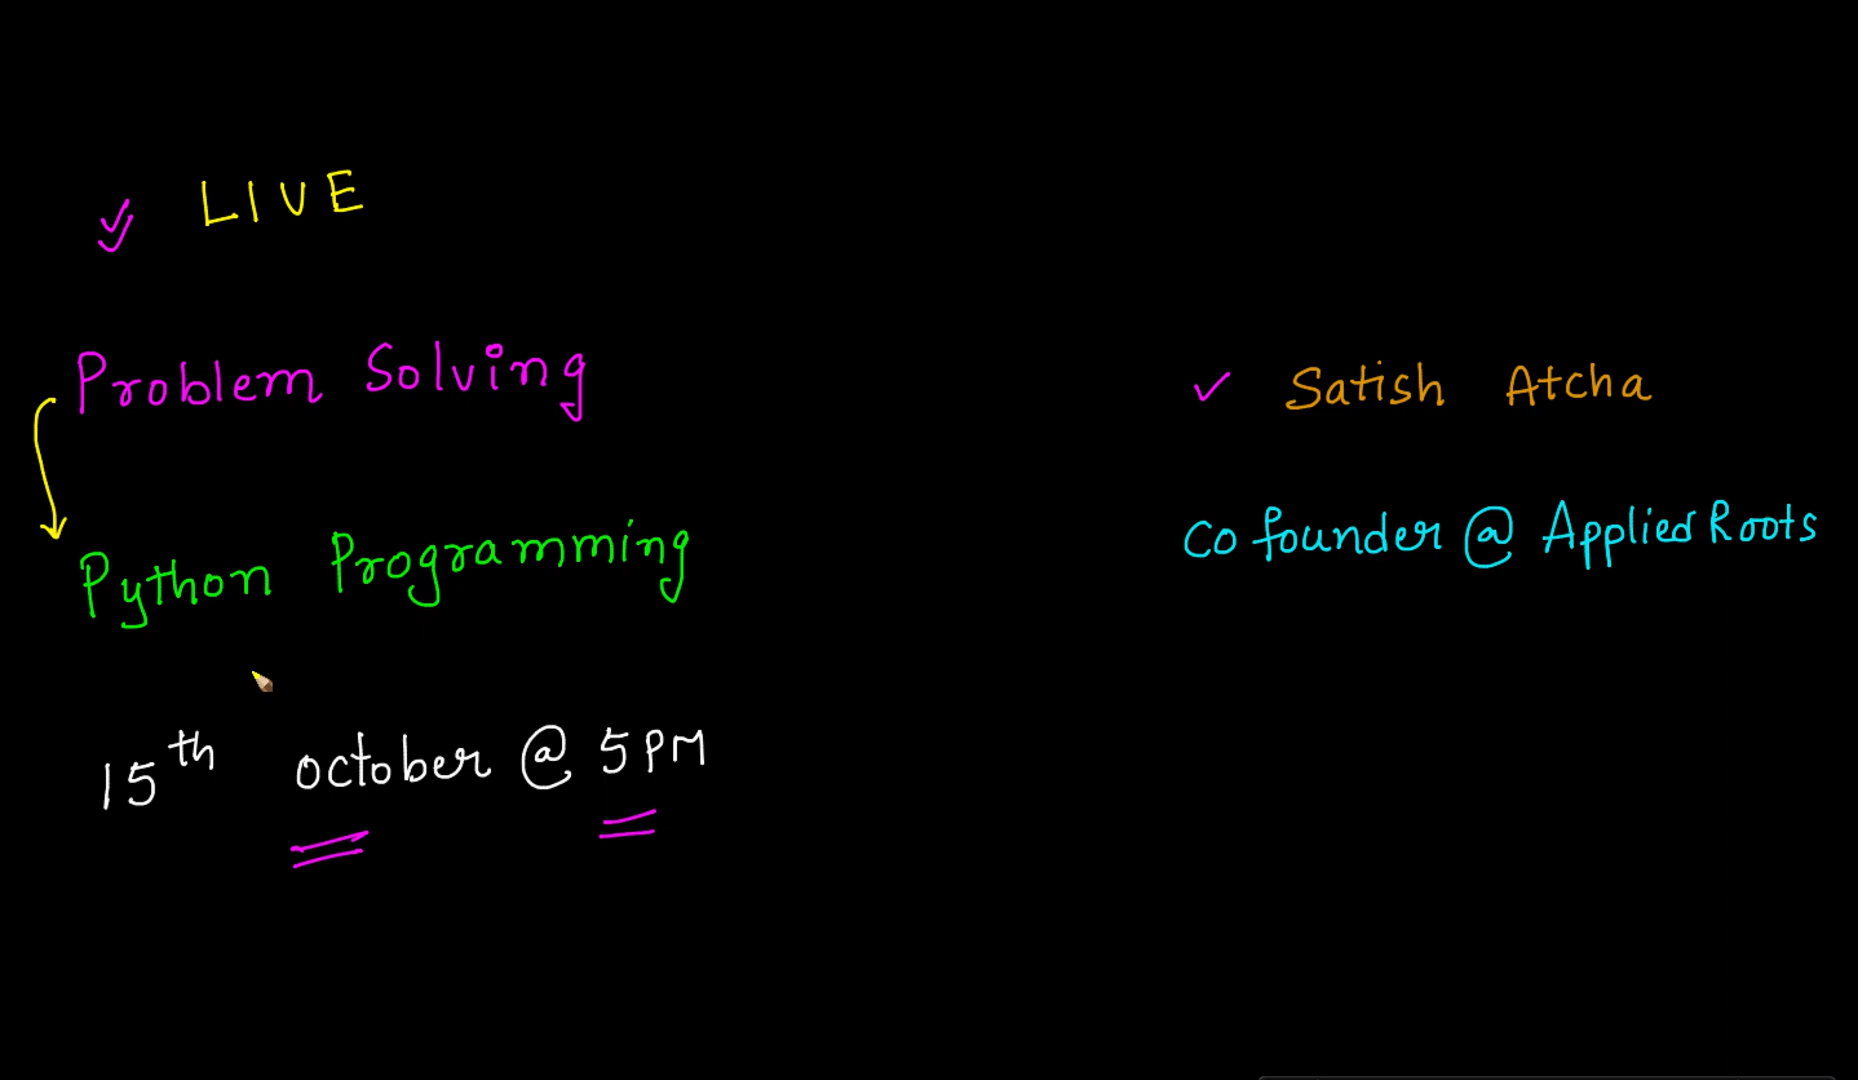 LIVE
Problem Solving
Python Programming
15th october @ 5PM
Satish Atcha
Co founder @ Applied Roots